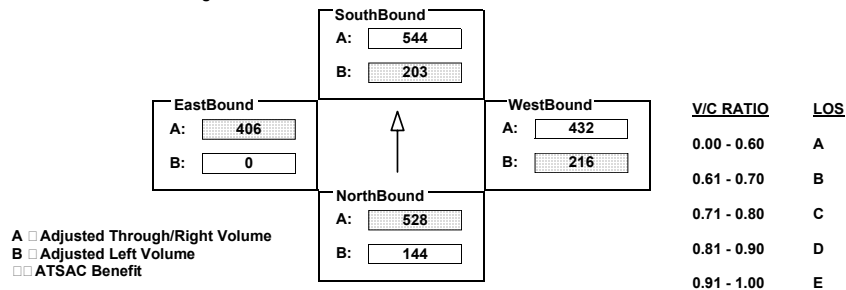 SouthBound
A: 544
B: 203
EastBound
A: 406
B: 0
WestBound
A: 432
B: 216
NorthBound
A: 528
B: 144
A □ Adjusted Through/Right Volume
B □ Adjusted Left Volume
□□ ATSAC Benefit
V/C RATIO LOS
0.00 - 0.60 A
0.61 - 0.70 B
0.71 - 0.80 C
0.81 - 0.90 D
0.91 - 1.00 E